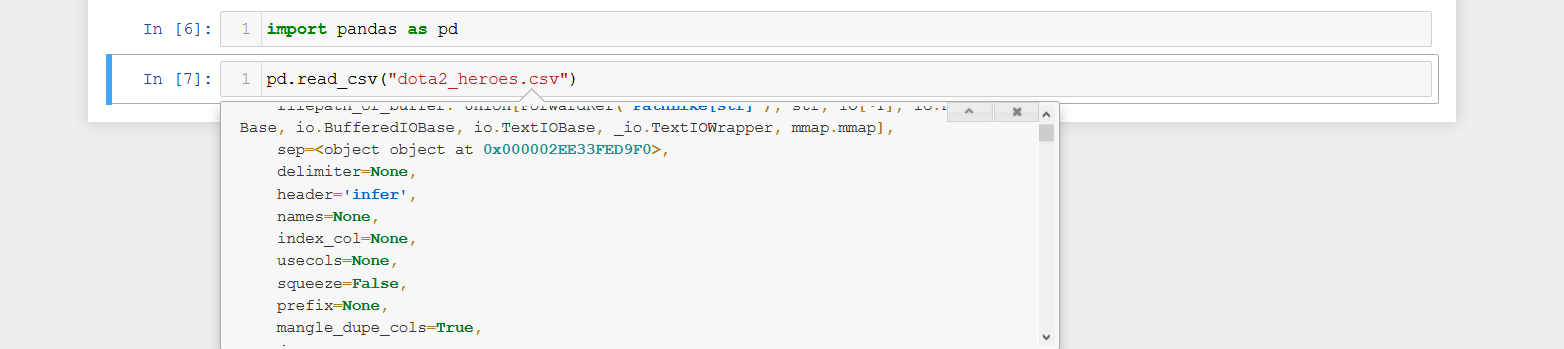 In [6]: 1 import pandas as pd
In [7]: 1 pd.read_csv("dota2_heroes.csv")
Base, io.BufferedIOBase, io.TextIOBase, _io.TextIOWrapper, mmap.mmap],
sep=<object object at 0x000002EE33FED9F0>,
delimiter=None,
header='infer',
names=None,
index_col=None,
usecols=None,
squeeze=False,
prefix=None,
mangle_dupe_cols=True,